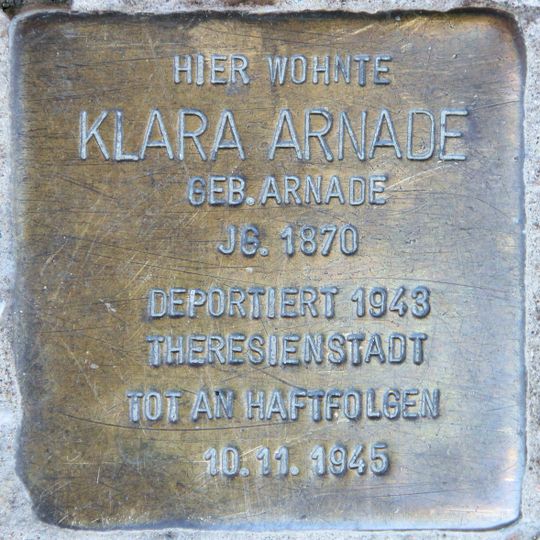 HIER WOHNTE
KLARA ARNADE
GEB. ARNADE
JG. 1870
DEPORTIERT 1943
THERESIENSTADT
TOT AN HAFTFOLGEN
10.11. 1945